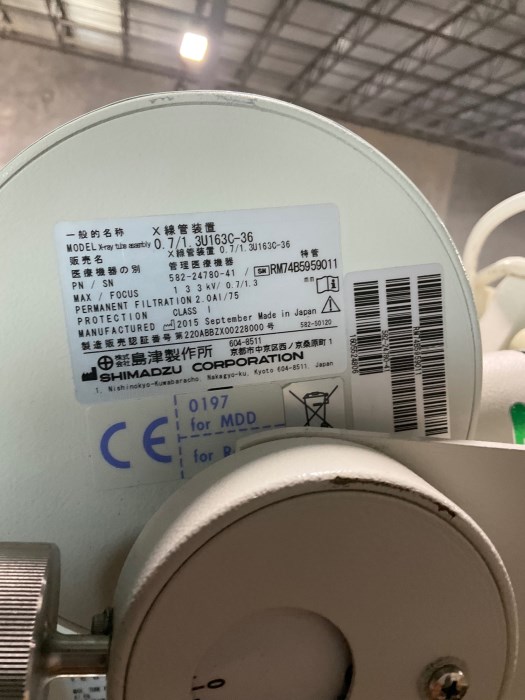 一般的名称 X線管装置
MODEL X-ray tube assembly 0.7/1.3U163C-36
販売名 X線管装置 0.7/1.3U163C-36
医療機器の別 管理医療機器 特管
PN / SN 582-24780-41 / SN RM74B5959011
MAX / FOCUS 133 kV/ 0.7/1.3
PERMANENT FILTRATION 2.0Al/75
PROTECTION CLASS I
MANUFACTURED 2015 September Made in Japan
製造販売認証番号 第220ABBZX00228000号 582-50120
株式会社 島津製作所 604-8511 京都市中京区西ノ京桑原町1
SHIMADZU CORPORATION
1, Nishinokyo-Kuwabaracho, Nakagyo-ku, Kyoto 604-8511, Japan
CE 0197
for MDD
for R
0